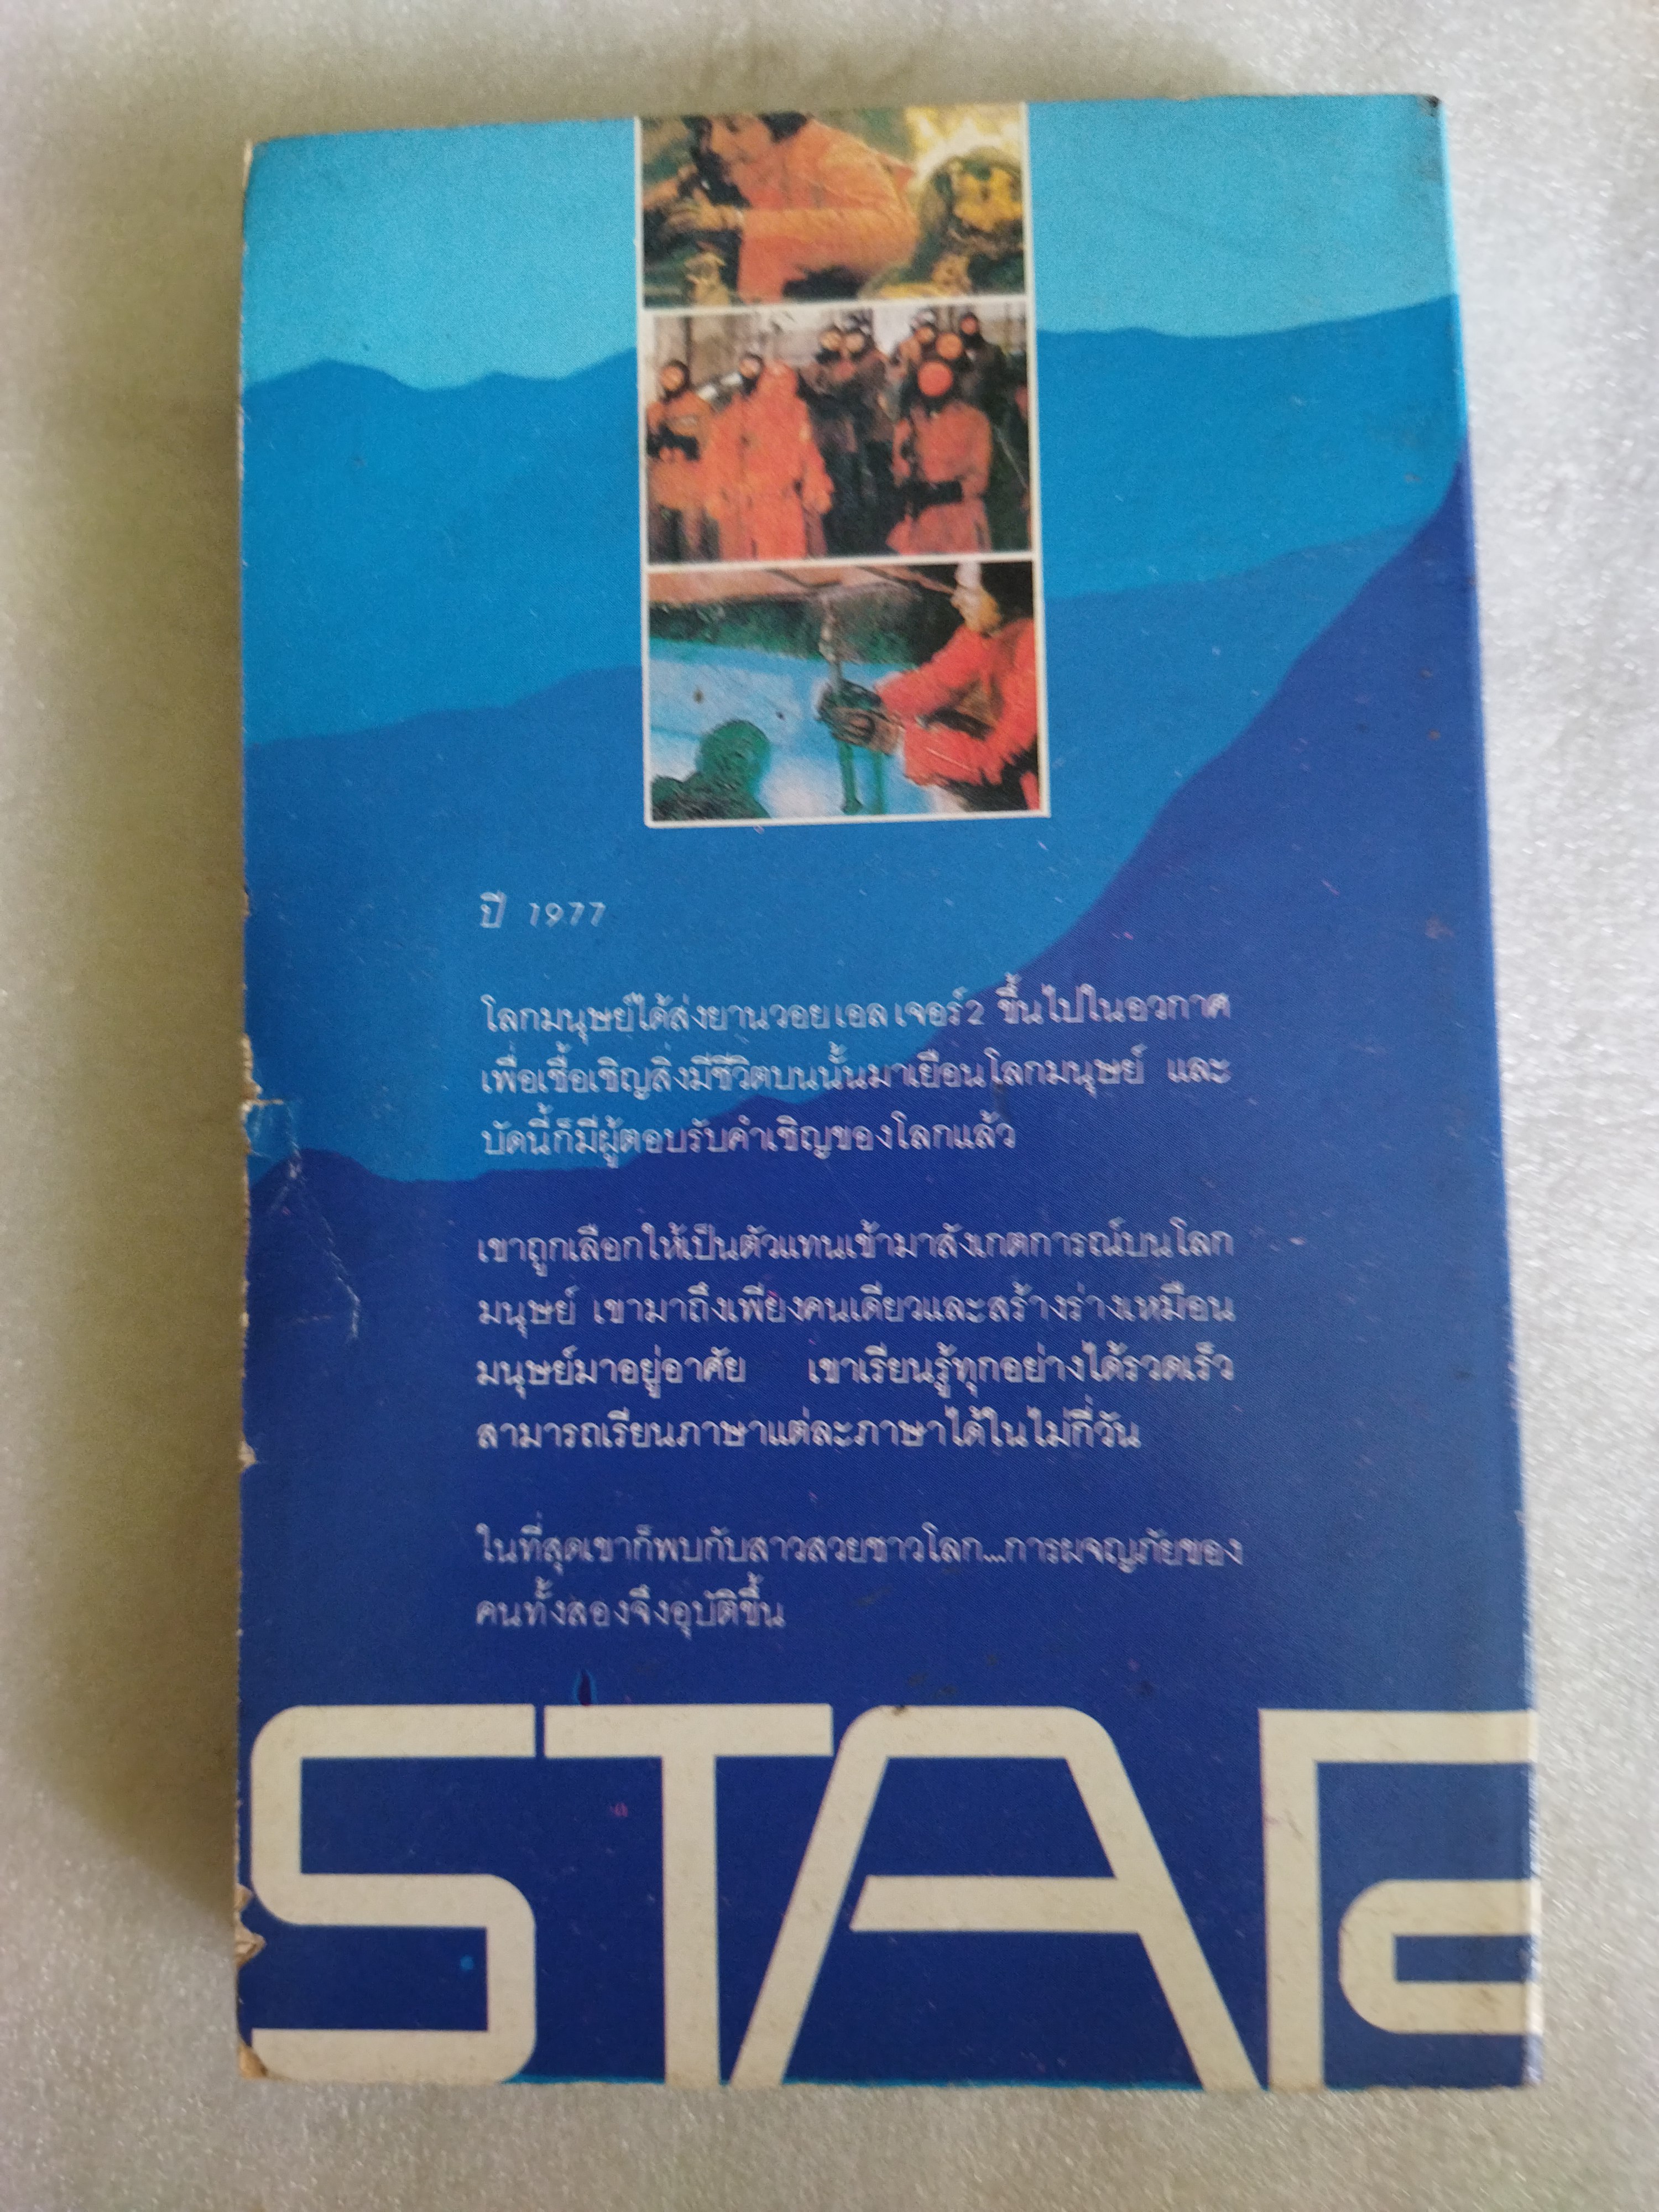 ปี 1977
โลกมนุษย์ได้ส่งยานวอยเอลเจอร์2 ขึ้นไปในอวกาศ
เพื่อเชื้อเชิญสิ่งมีชีวิตบนนั้นมาเยือนโลกมนุษย์ และ
บัดนี้ก็มีผู้ตอบรับคำเชิญของโลกแล้ว
เขาถูกเลือกให้เป็นตัวแทนเข้ามาสังเกตการณ์บนโลก
มนุษย์ เขามาถึงเพียงคนเดียวและสร้างร่างเหมือน
มนุษย์มาอยู่อาศัย เขาเรียนรู้ทุกอย่างได้รวดเร็ว
สามารถเรียนภาษาแต่ละภาษาได้ในไม่กี่วัน
ในที่สุดเขาก็พบกับสาวสวยชาวโลก...การผจญภัยของ
คนทั้งสองจึงอุบัติขึ้น
STA